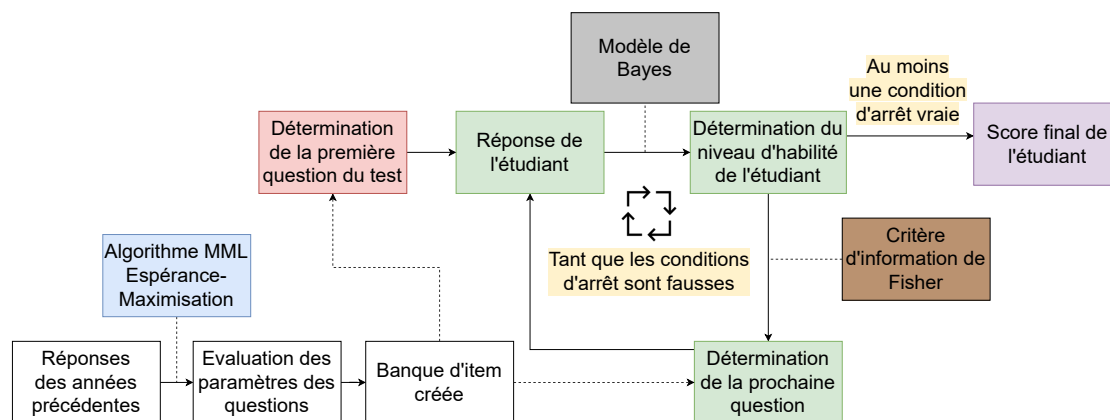 Modèle de
Bayes
Au moins
une condition
d'arrêt vraie
Détermination
de la première
question du test
Réponse de
l'étudiant
Détermination du
niveau d'habilité
de l'étudiant
Score final de
l'étudiant
Algorithme MML
Espérance-
Maximisation
Tant que les conditions
d'arrêt sont fausses
Critère
d'information de
Fisher
Réponses
des années
précédentes
Evaluation des
paramètres des
questions
Banque d'item
créée
Détermination
de la prochaine
question